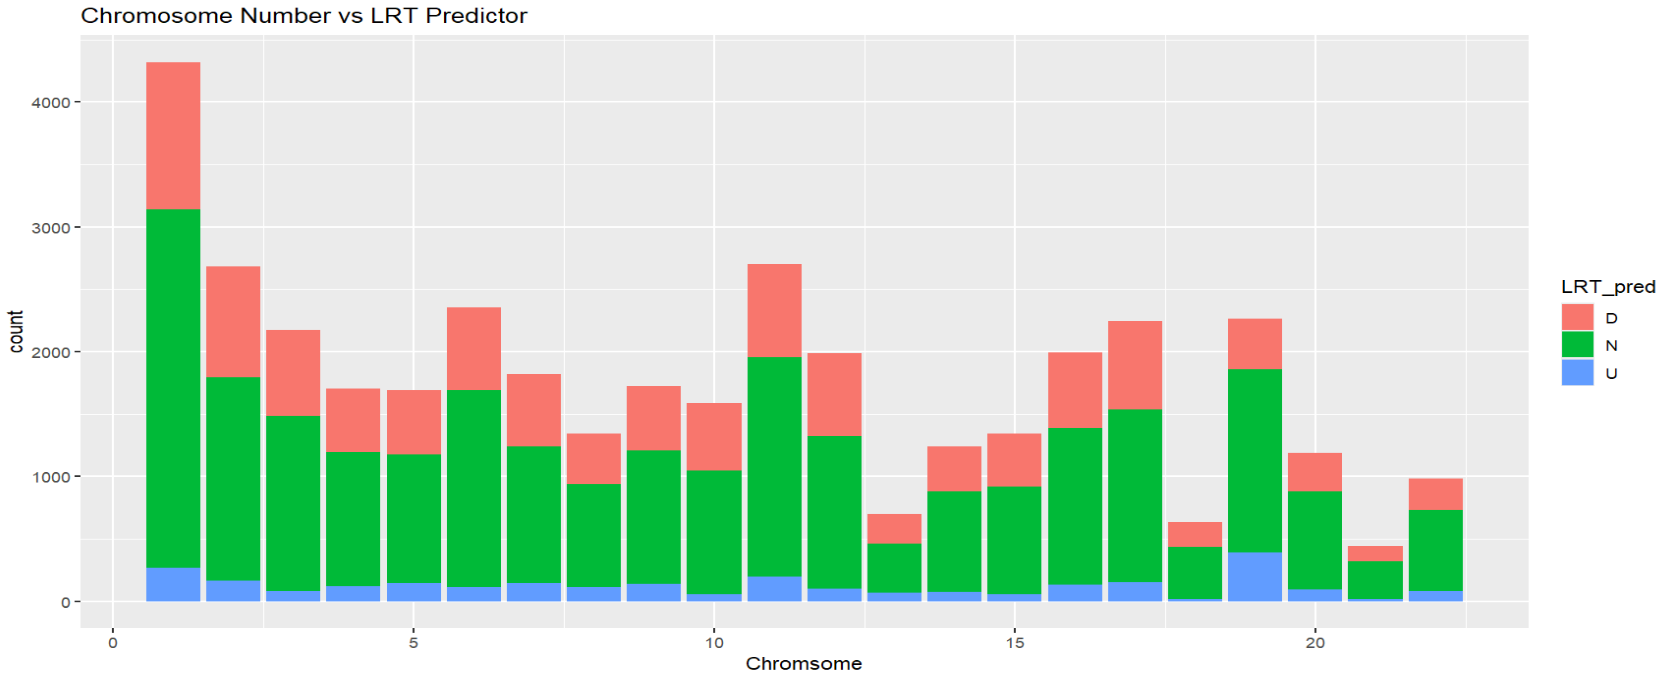 Chromosome Number vs LRT Predictor
4000
3000
2000
1000
0
count
0 5 10 15 20
Chromsome
LRT_pred
D
N
U